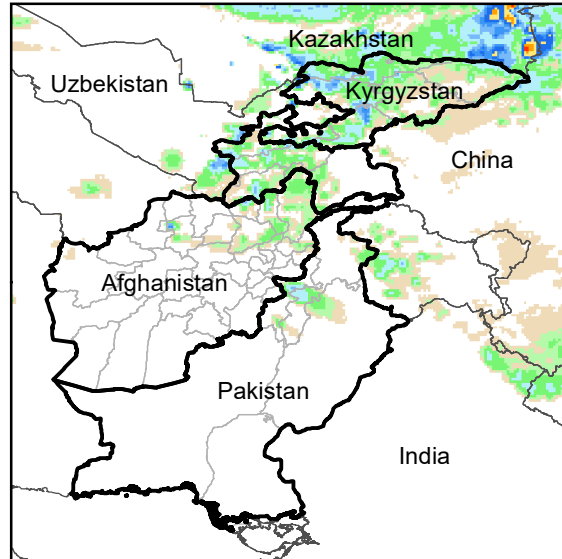 Kazakhstan
Uzbekistan
Kyrgyzstan
China
Afghanistan
Pakistan
India